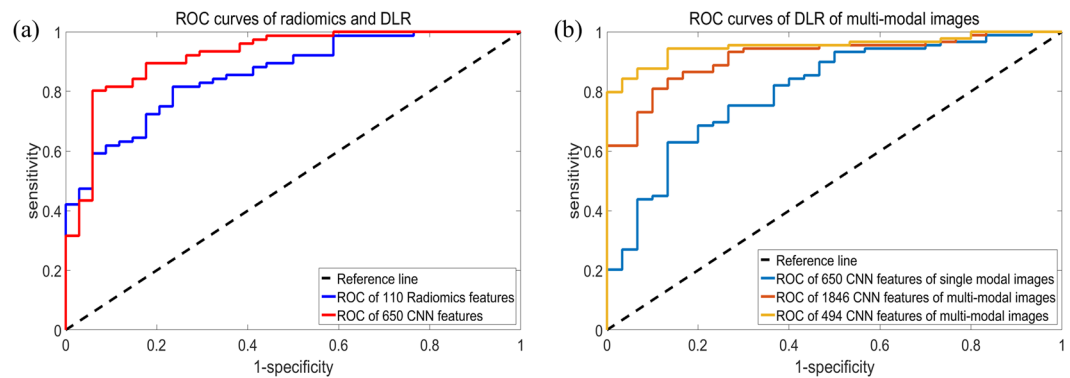 (a)
ROC curves of radiomics and DLR
1
0.8
0.6
0.4
0.2
0
sensitivity
Reference line
ROC of 110 Radiomics features
ROC of 650 CNN features
0 0.2 0.4 0.6 0.8 1
1-specificity
(b)
ROC curves of DLR of multi-modal images
1
0.8
0.6
0.4
0.2
0
sensitivity
Reference line
ROC of 650 CNN features of single modal images
ROC of 1846 CNN features of multi-modal images
ROC of 494 CNN features of multi-modal images
0 0.2 0.4 0.6 0.8 1
1-specificity